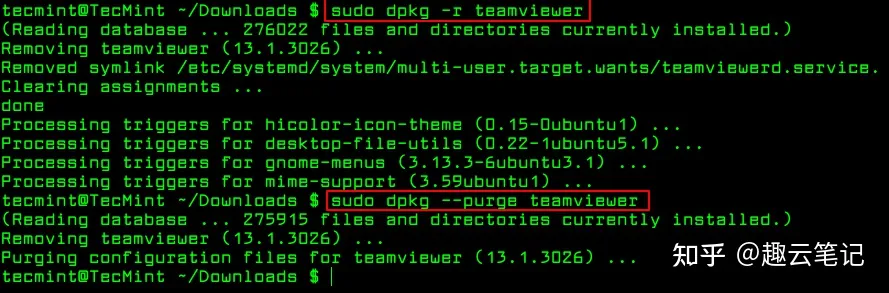 tecmint@TecMint ~/Downloads $ sudo dpkg -r teamviewer
(Reading database ... 276022 files and directories currently installed.)
Removing teamviewer (13.1.3026) ...
Removed symlink /etc/systemd/system/multi-user.target.wants/teamviewerd.service.
Clearing assignments ...
done
Processing triggers for hicolor-icon-theme (0.15-0ubuntu1) ...
Processing triggers for desktop-file-utils (0.22-1ubuntu5.1) ...
Processing triggers for gnome-menus (3.13.3-6ubuntu3.1) ...
Processing triggers for mime-support (3.59ubuntu1) ...
tecmint@TecMint ~/Downloads $ sudo dpkg --purge teamviewer
(Reading database ... 275915 files and directories currently installed.)
Removing teamviewer (13.1.3026) ...
Purging configuration files for teamviewer (13.1.3026) ...
tecmint@TecMint ~/Downloads $
知乎 @趣云笔记